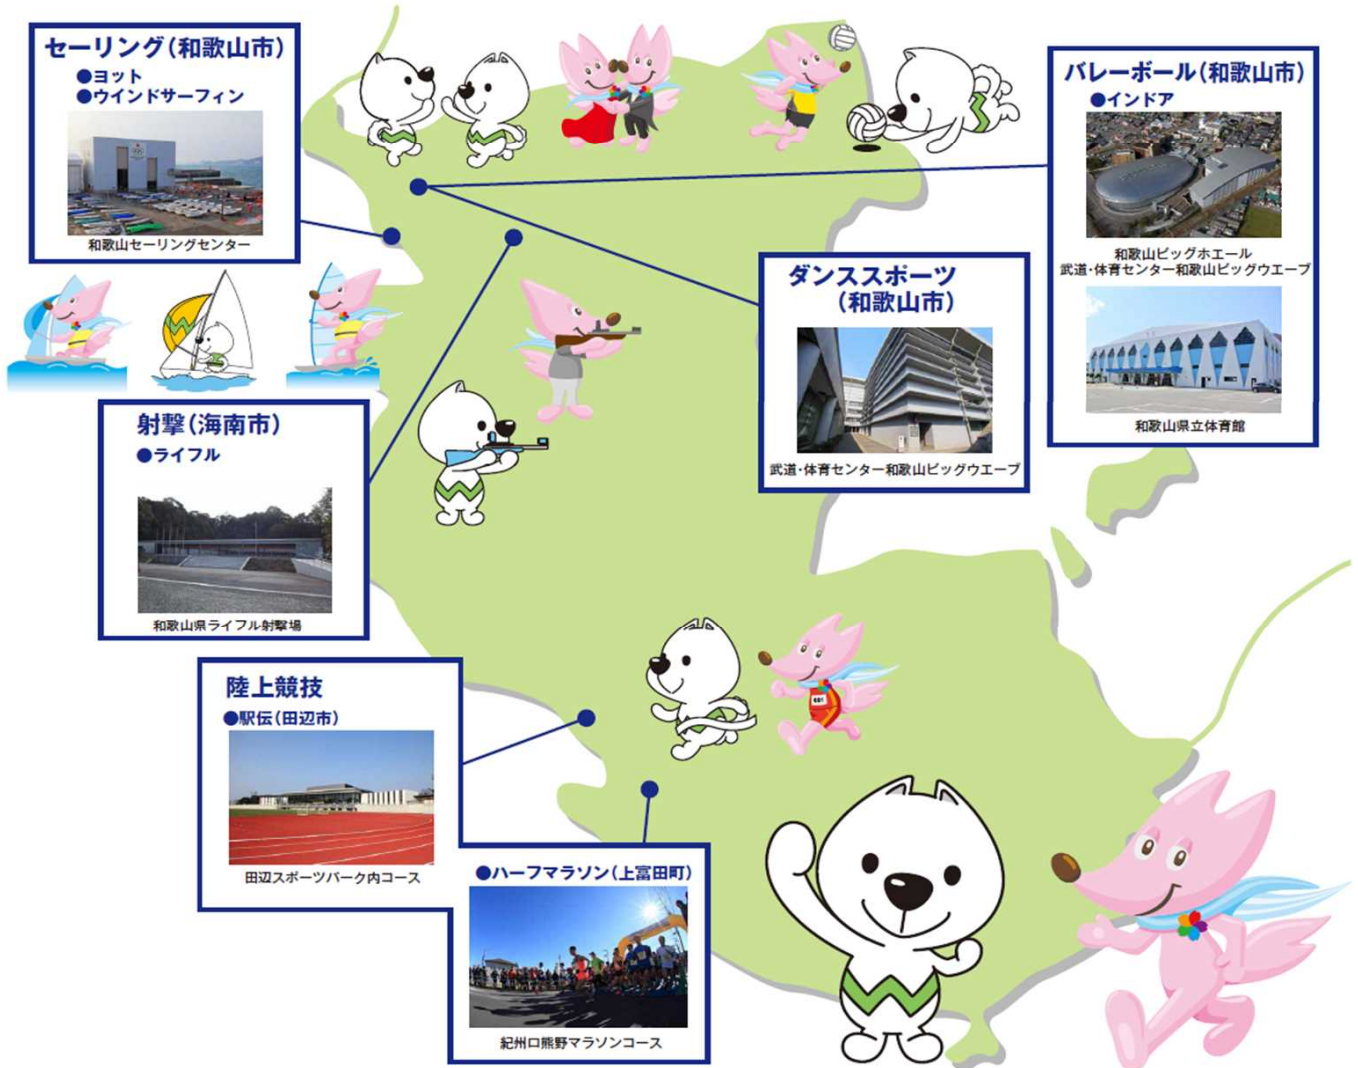 セーリング(和歌山市)
●ヨット
●ウインドサーフィン
和歌山セーリングセンター
バレーボール(和歌山市)
●インドア
和歌山ビッグホエール
武道・体育センター和歌山ビッグウエーブ
和歌山県立体育館
ダンススポーツ
(和歌山市)
武道・体育センター和歌山ビッグウエーブ
射撃(海南市)
●ライフル
和歌山県ライフル射撃場
陸上競技
●駅伝(田辺市)
田辺スポーツパーク内コース
●ハーフマラソン(上富田町)
紀州口熊野マラソンコース